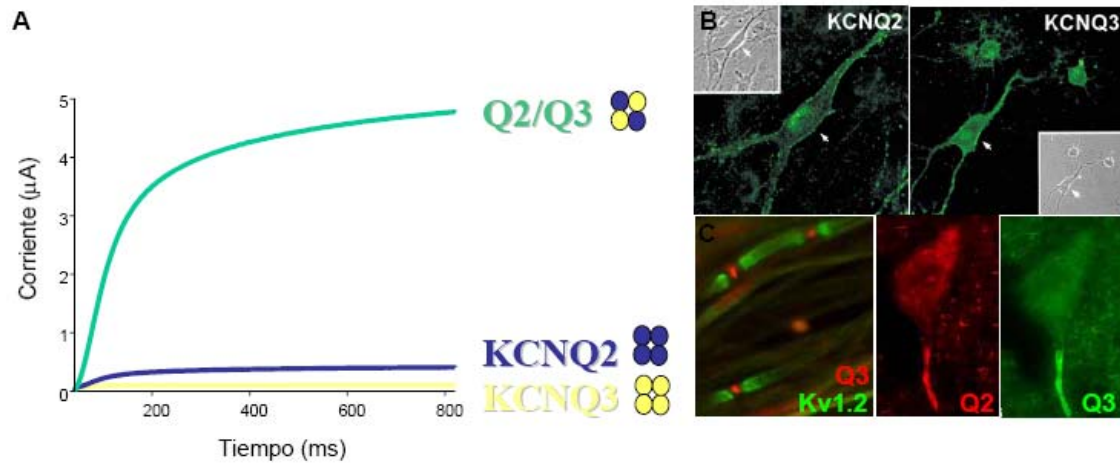 A
Corriente (µA)
5
4
3
2
1
0
200
400
600
800
Tiempo (ms)
Q2/Q3
KCNQ2
KCNQ3
B
KCNQ2
KCNQ3
C
Q3
Kv1.2
Q2
Q3